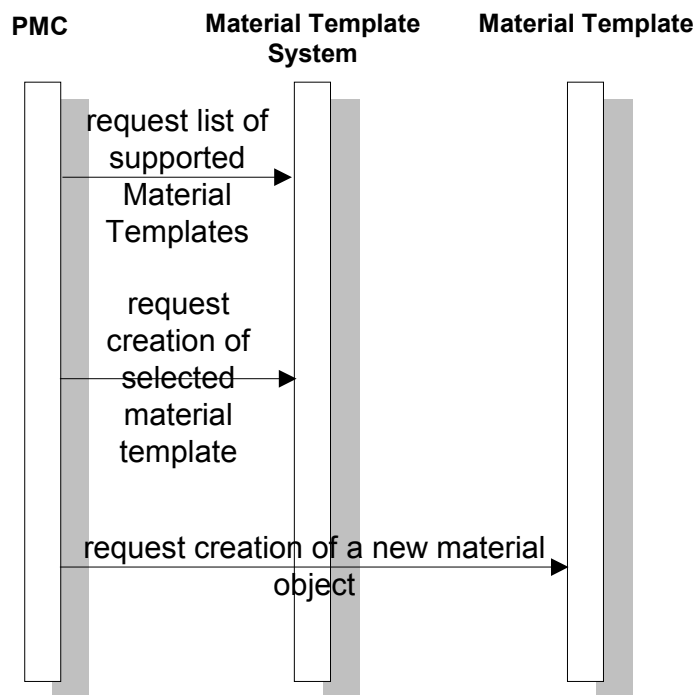 PMC
Material Template
System
Material Template
request list of
supported
Material
Templates
request
creation of
selected
material
template
request creation of a new material
object